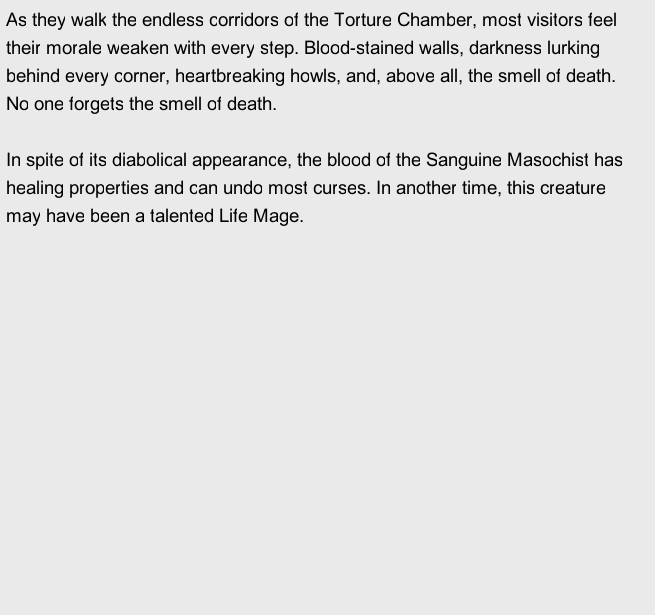 As they walk the endless corridors of the Torture Chamber, most visitors feel
their morale weaken with every step. Blood-stained walls, darkness lurking
behind every corner, heartbreaking howls, and, above all, the smell of death.
No one forgets the smell of death.

In spite of its diabolical appearance, the blood of the Sanguine Masochist has
healing properties and can undo most curses. In another time, this creature
may have been a talented Life Mage.